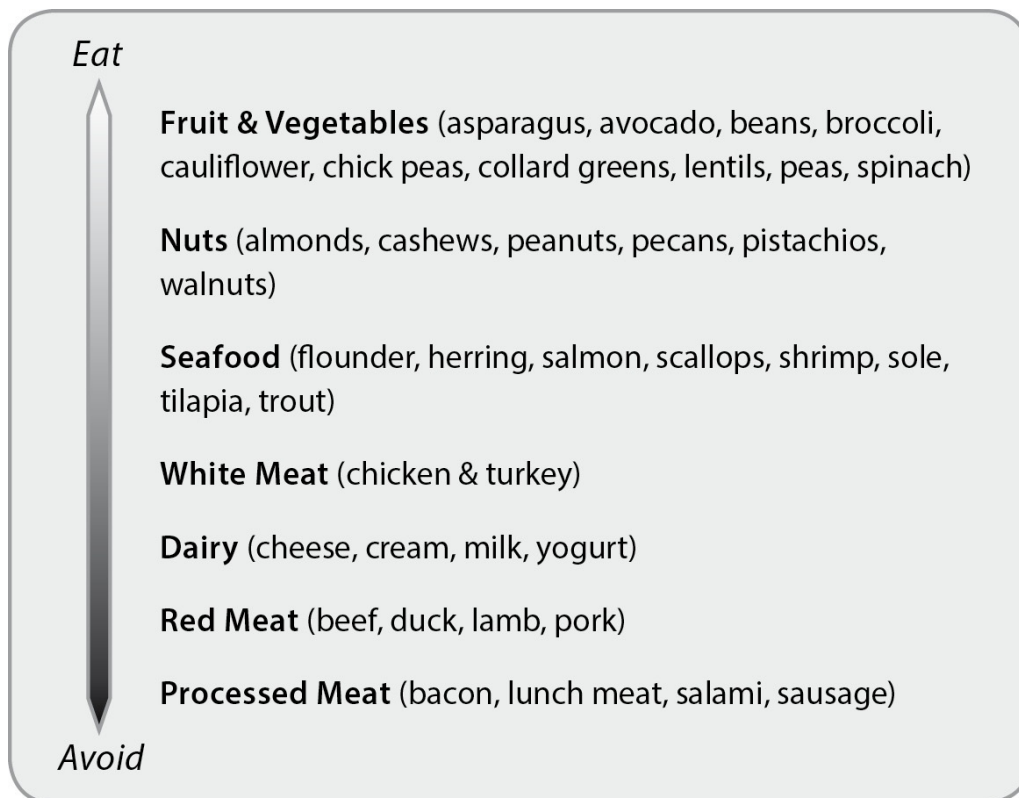 Eat
Fruit & Vegetables (asparagus, avocado, beans, broccoli,
cauliflower, chick peas, collard greens, lentils, peas, spinach)
Nuts (almonds, cashews, peanuts, pecans, pistachios,
walnuts)
Seafood (flounder, herring, salmon, scallops, shrimp, sole,
tilapia, trout)
White Meat (chicken & turkey)
Dairy (cheese, cream, milk, yogurt)
Red Meat (beef, duck, lamb, pork)
Processed Meat (bacon, lunch meat, salami, sausage)
Avoid